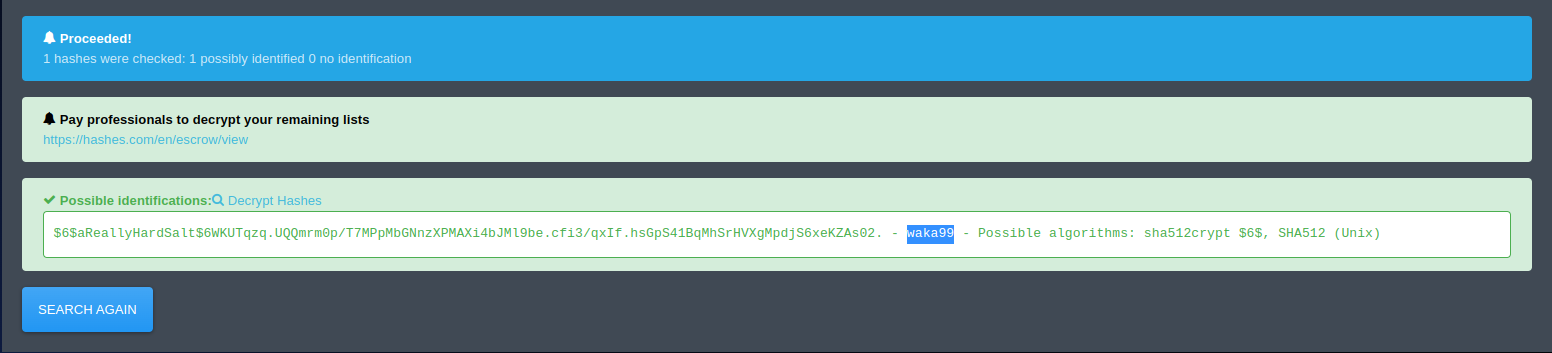 Proceeded!
1 hashes were checked: 1 possibly identified 0 no identification
Pay professionals to decrypt your remaining lists
https://hashes.com/en/escrow/view
Possible identifications: Decrypt Hashes
$6$aReallyHardSalt$6WKUTqzq.UQQmrm0p/T7MPpMbGNnzXPMAXi4bJMl9be.cfi3/qxIf.hsGpS41BqMhSrHVXgMpdjS6xeKZAs02. - waka99 - Possible algorithms: sha512crypt $6$, SHA512 (Unix)
SEARCH AGAIN